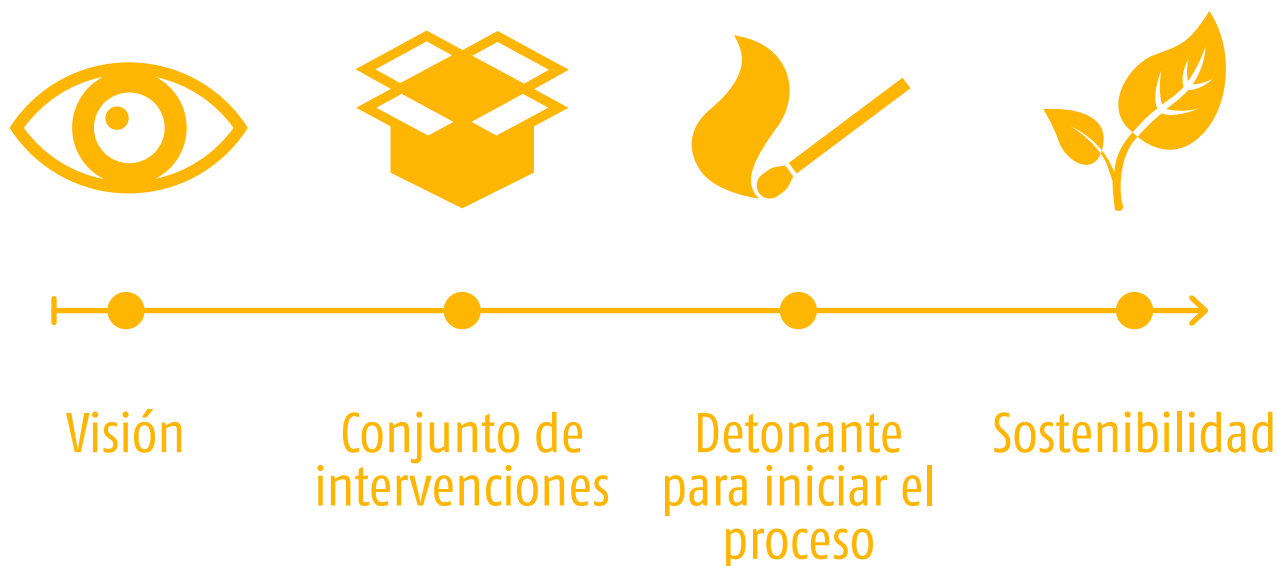 Visión
Conjunto de
intervenciones
Detonante
para iniciar el
proceso
Sostenibilidad